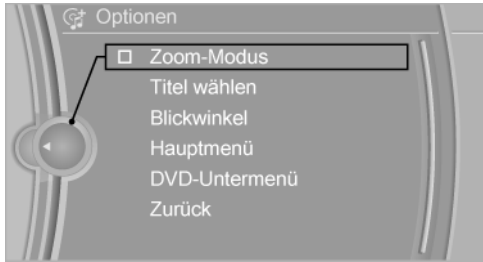 Optionen
Zoom-Modus
Titel wählen
Blickwinkel
Hauptmenü
DVD-Untermenü
Zurück